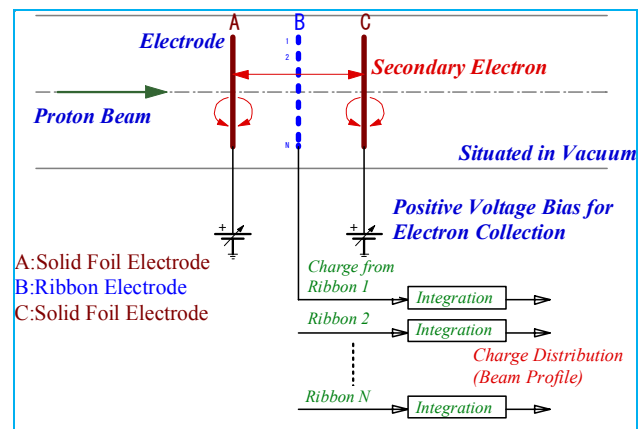 A
B
C
Electrode
1
2
Secondary Electron
Proton Beam
N
Situated in Vacuum
+
+
Positive Voltage Bias for
Electron Collection
A:Solid Foil Electrode
B:Ribbon Electrode
C:Solid Foil Electrode
Charge from
Ribbon 1
Integration
Ribbon 2
Integration
Charge Distribution
(Beam Profile)
Ribbon N
Integration